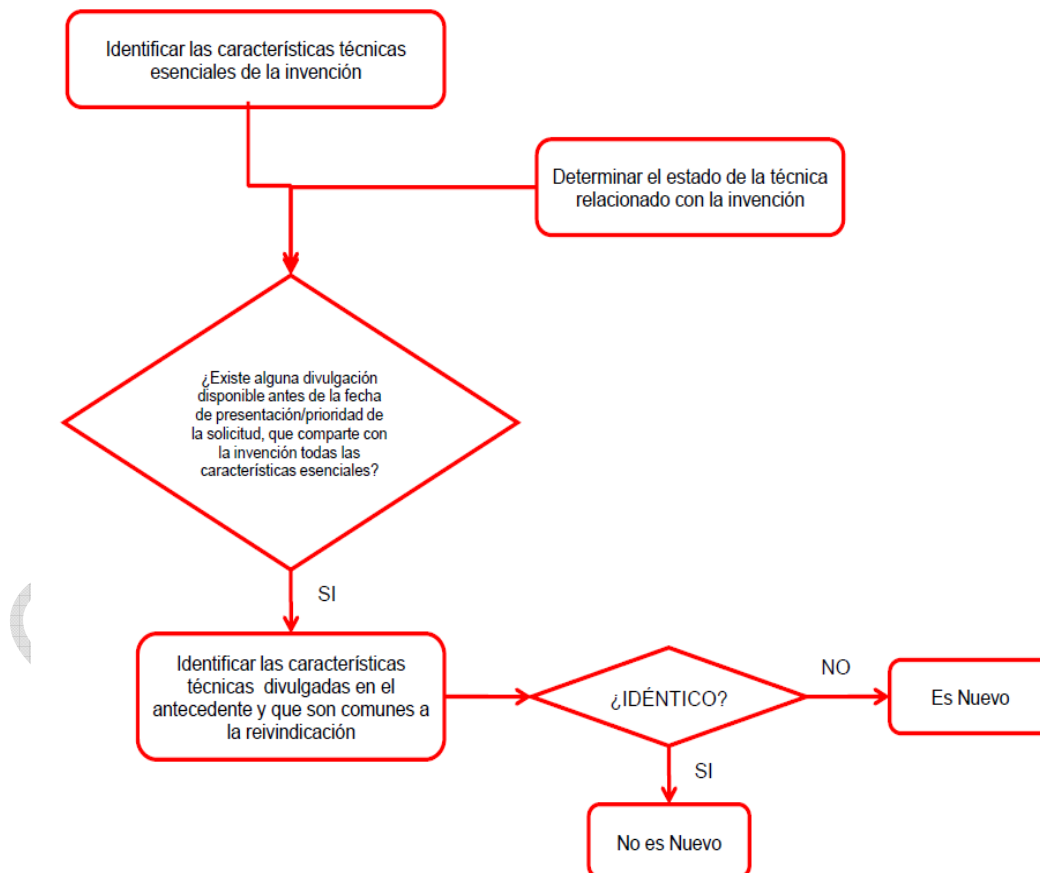 Identificar las características técnicas
esenciales de la invención
Determinar el estado de la técnica
relacionado con la invención
¿Existe alguna divulgación
disponible antes de la fecha
de presentación/prioridad de
la solicitud, que comparte con
la invención todas las
características esenciales?
SI
Identificar las características
técnicas divulgadas en el
antecedente y que son comunes a
la reivindicación
¿IDÉNTICO?
NO
Es Nuevo
SI
No es Nuevo